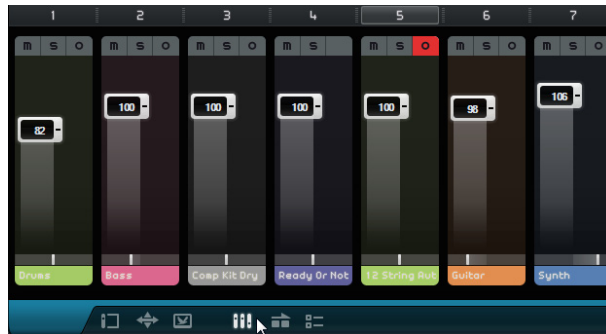 1 2 3 4 5 6 7
m s o m s o m s o m s m s o m s o m s
82 100 100 100 100 98 106
Drums Bass Comp Kit Dry Ready Or Not 12 String Aut Guitar Synth